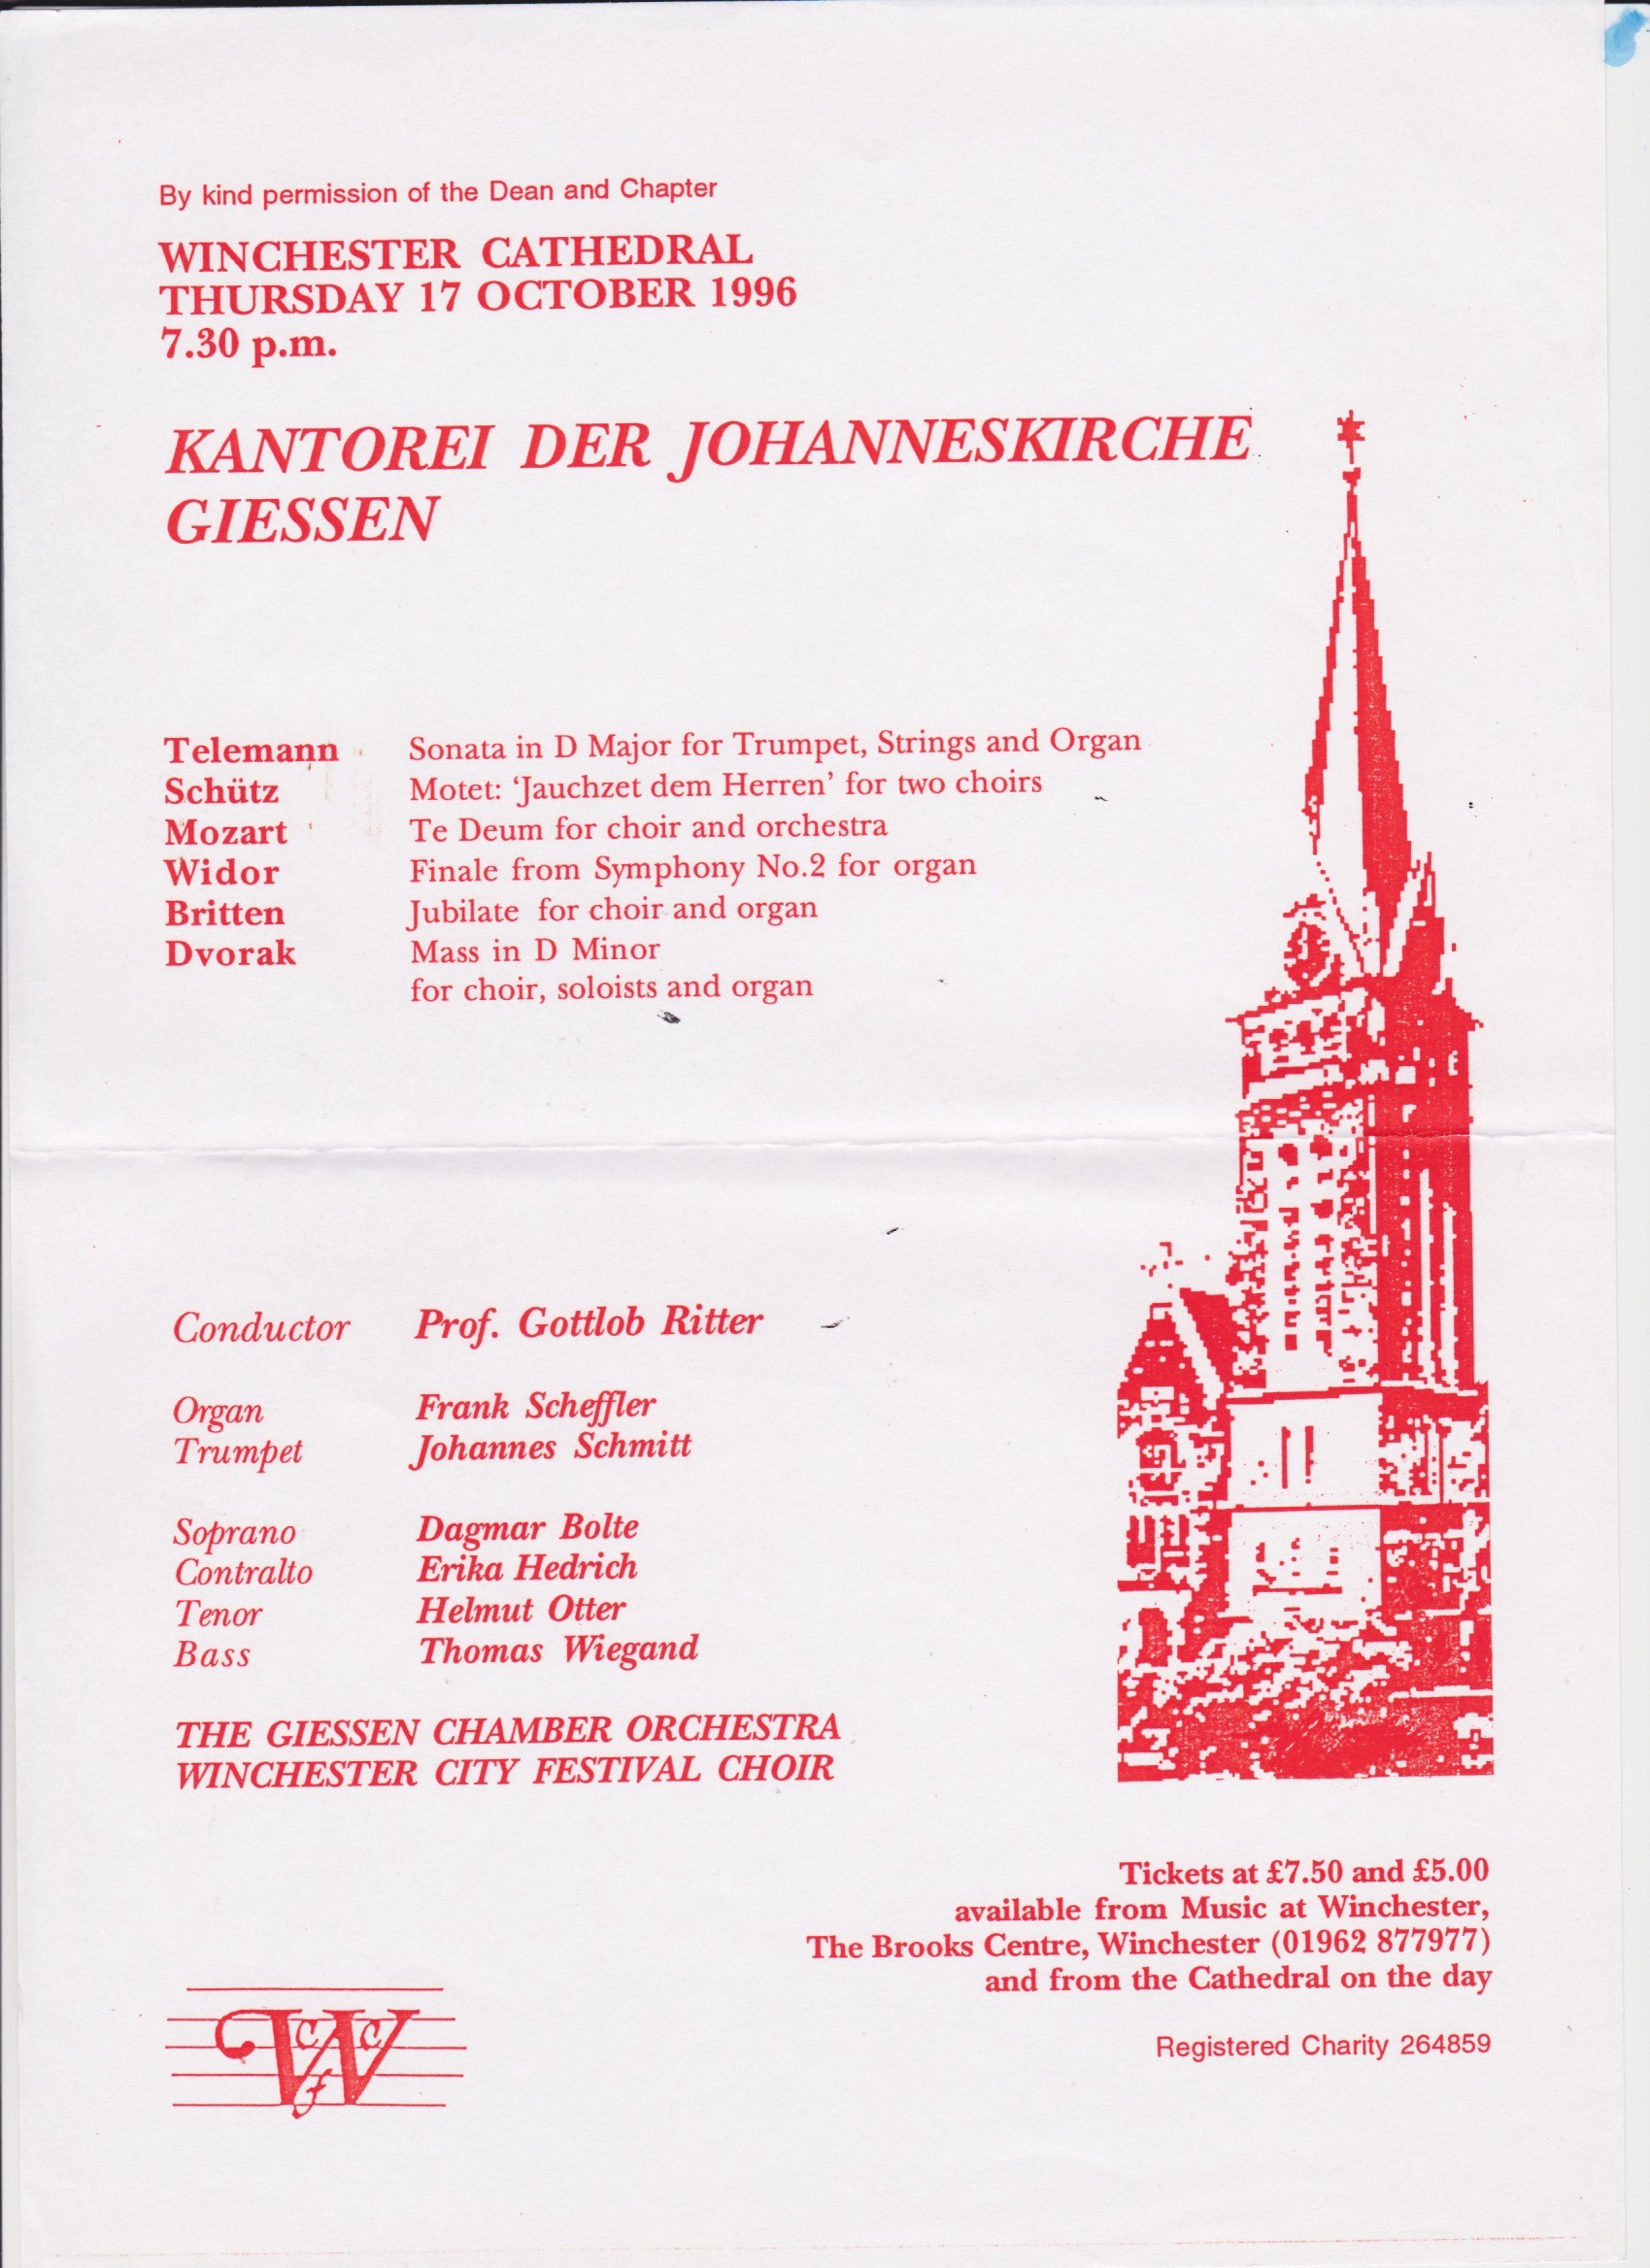 By kind permission of the Dean and Chapter
WINCHESTER CATHEDRAL
THURSDAY 17 OCTOBER 1996
7.30 p.m.
KANTOREI DER JOHANNESKIRCHE
GIESSEN
Telemann Sonata in D Major for Trumpet, Strings and Organ
Schütz Motet: ‘Jauchzet dem Herren’ for two choirs
Mozart Te Deum for choir and orchestra
Widor Finale from Symphony No.2 for organ
Britten Jubilate for choir and organ
Dvorak Mass in D Minor
for choir, soloists and organ
Conductor Prof. Gottlob Ritter
Organ Frank Scheffler
Trumpet Johannes Schmitt
Soprano Dagmar Bolte
Contralto Erika Hedrich
Tenor Helmut Otter
Bass Thomas Wiegand
THE GIESSEN CHAMBER ORCHESTRA
WINCHESTER CITY FESTIVAL CHOIR
Tickets at £7.50 and £5.00
available from Music at Winchester,
The Brooks Centre, Winchester (01962 877977)
and from the Cathedral on the day
Registered Charity 264859
WCfC